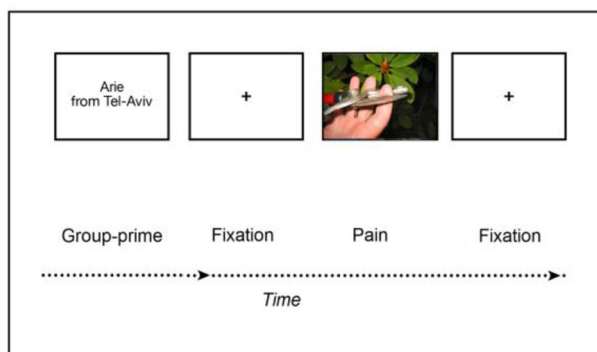 Arie
from Tel-Aviv
+
+
Group-prime
Fixation
Pain
Fixation
Time